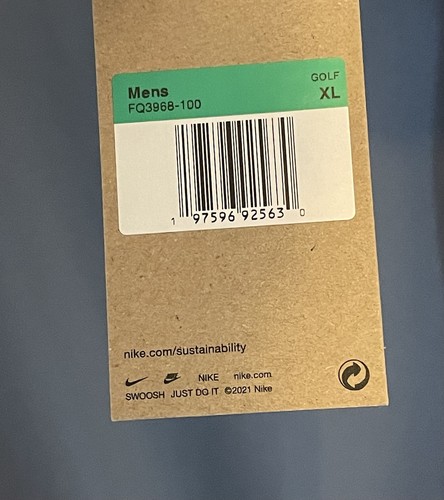 Mens
FQ3968-100
GOLF
XL
1 97596 92563 0
nike.com/sustainability
NIKE nike.com
SWOOSH JUST DO IT ©2021 Nike